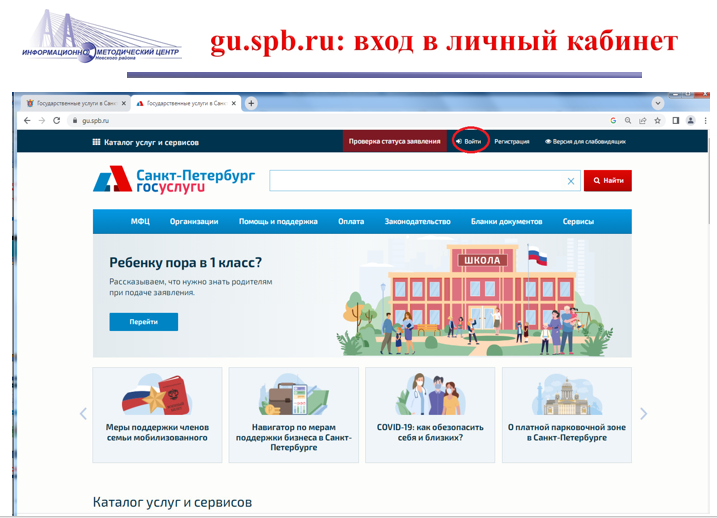 ИНФОРМАЦИОННО МЕТОДИЧЕСКИЙ ЦЕНТР
Невского района
gu.spb.ru: вход в личный кабинет
Государственные услуги в Санк
Государственные услуги в Санк
gu.spb.ru
Каталог услуг и сервисов
Проверка статуса заявления
Войти
Регистрация
Версия для слабовидящих
Санкт-Петербург
госуслуги
Найти
МФЦ
Организации
Помощь и поддержка
Оплата
Законодательство
Бланки документов
Сервисы
Ребенку пора в 1 класс?
Рассказываем, что нужно знать родителям
при подаче заявления.
Перейти
ШКОЛА
Меры поддержки членов
семьи мобилизованного
Навигатор по мерам
поддержки бизнеса в Санкт-
Петербурге
COVID-19: как обезопасить
себя и близких?
О платной парковочной зоне
в Санкт-Петербурге
Каталог услуг и сервисов